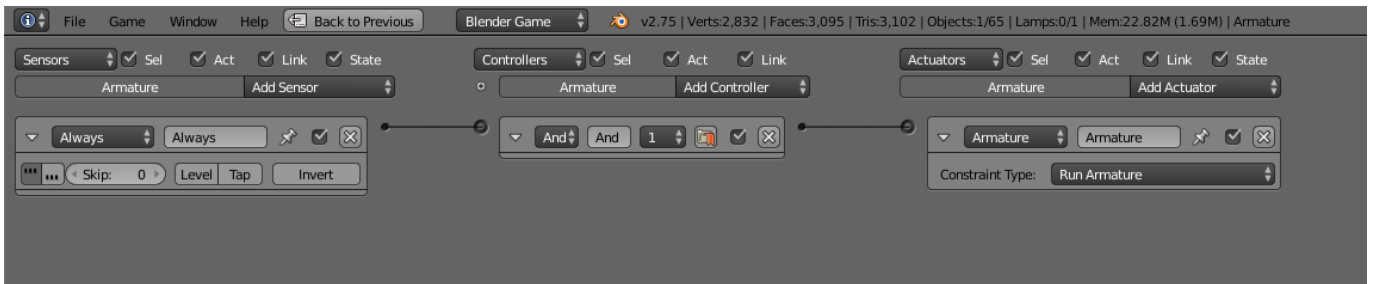 File Game Window Help Back to Previous Blender Game v2.75 | Verts:2,832 | Faces:3,095 | Tris:3,102 | Objects:1/65 | Lamps:0/1 | Mem:22.82M (1.69M) | Armature
Sensors Sel Act Link State Controllers Sel Act Link Actuators Sel Act Link State
Armature Add Sensor Armature Add Controller Armature Add Actuator
Always Always And And 1 Armature Armature
Skip: 0 Level Tap Invert Constraint Type: Run Armature